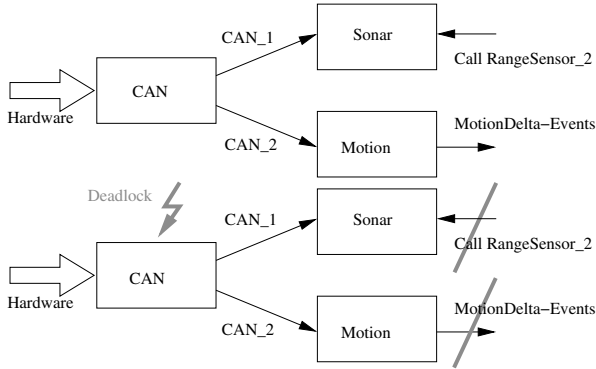 CAN_1
Sonar
Call RangeSensor_2
CAN
Hardware
MotionDelta−Events
CAN_2
Motion
Deadlock
CAN_1
Sonar
Call RangeSensor_2
CAN
Hardware
MotionDelta−Events
CAN_2
Motion